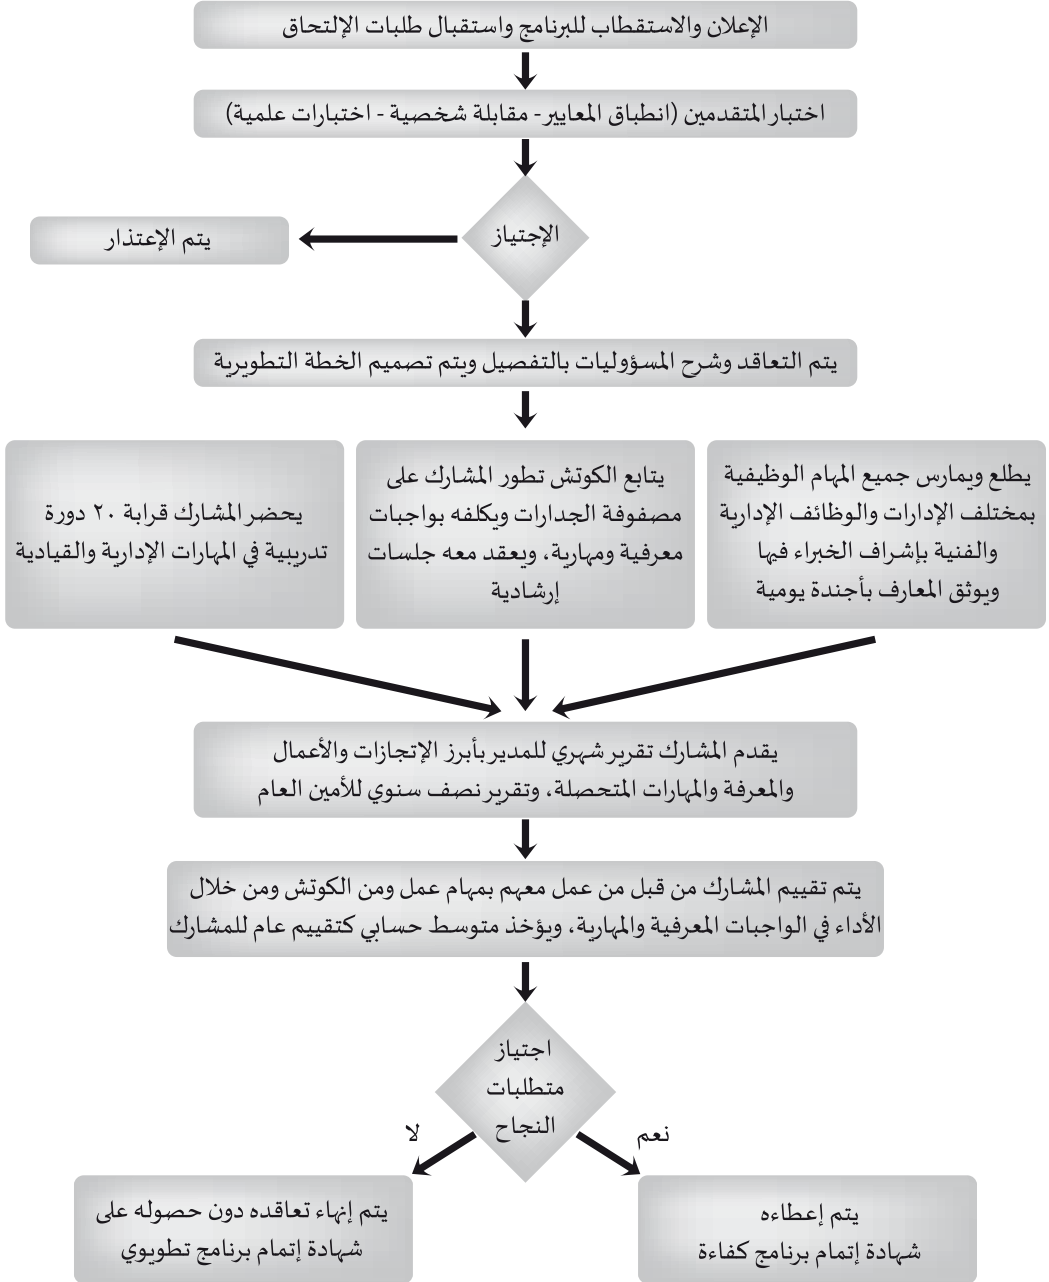 الإعلان والاستقطاب للبرنامج واستقبال طلبات الإلتحاق
اختبار المتقدمين (انطباق المعايير - مقابلة شخصية - اختبارات علمية)
الإجتياز
يتم الإعتذار
يتم التعاقد وشرح المسؤوليات بالتفصيل ويتم تصميم الخطة التطويرية
يطلع ويمارس جميع المهام الوظيفية
بمختلف الإدارات والوظائف الإدارية
والفنية بإشراف الخبراء فيها
ويوثق المعارف بأجندة يومية
يتابع الكوتش تطور المشارك على
مصفوفة الجدارات ويكلفه بواجبات
معرفية ومهارية، ويعقد معه جلسات
إرشادية
يحضر المشارك قرابة ٢٠ دورة
تدريبية في المهارات الإدارية والقيادية
يقدم المشارك تقرير شهري للمدير بأبرز الإتجازات والأعمال
والمعرفة والمهارات المتحصلة، وتقرير نصف سنوي للأمين العام
يتم تقييم المشارك من قبل من عمل معهم بمهام عمل ومن الكوتش ومن خلال
الأداء في الواجبات المعرفية والمهارية، ويؤخذ متوسط حسابي كتقييم عام للمشارك
اجتياز
متطلبات
النجاح
نعم
لا
يتم إعطاءه
شهادة إتمام برنامج كفاءة
يتم إنهاء تعاقده دون حصوله على
شهادة إتمام برنامج تطويوي